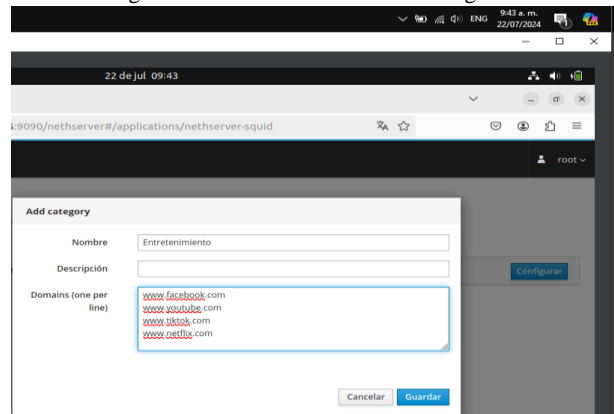 ENG
9:43 a. m.
22/07/2024
22 de jul 09:43
:9090/nethserver#/applications/nethserver-squid
root
Add category
Nombre
Entretenimiento
Descripción
Configurar
Domains (one per
line)
www.facebook.com
www.youtube.com
www.tiktok.com
www.netflix.com
Cancelar
Guardar